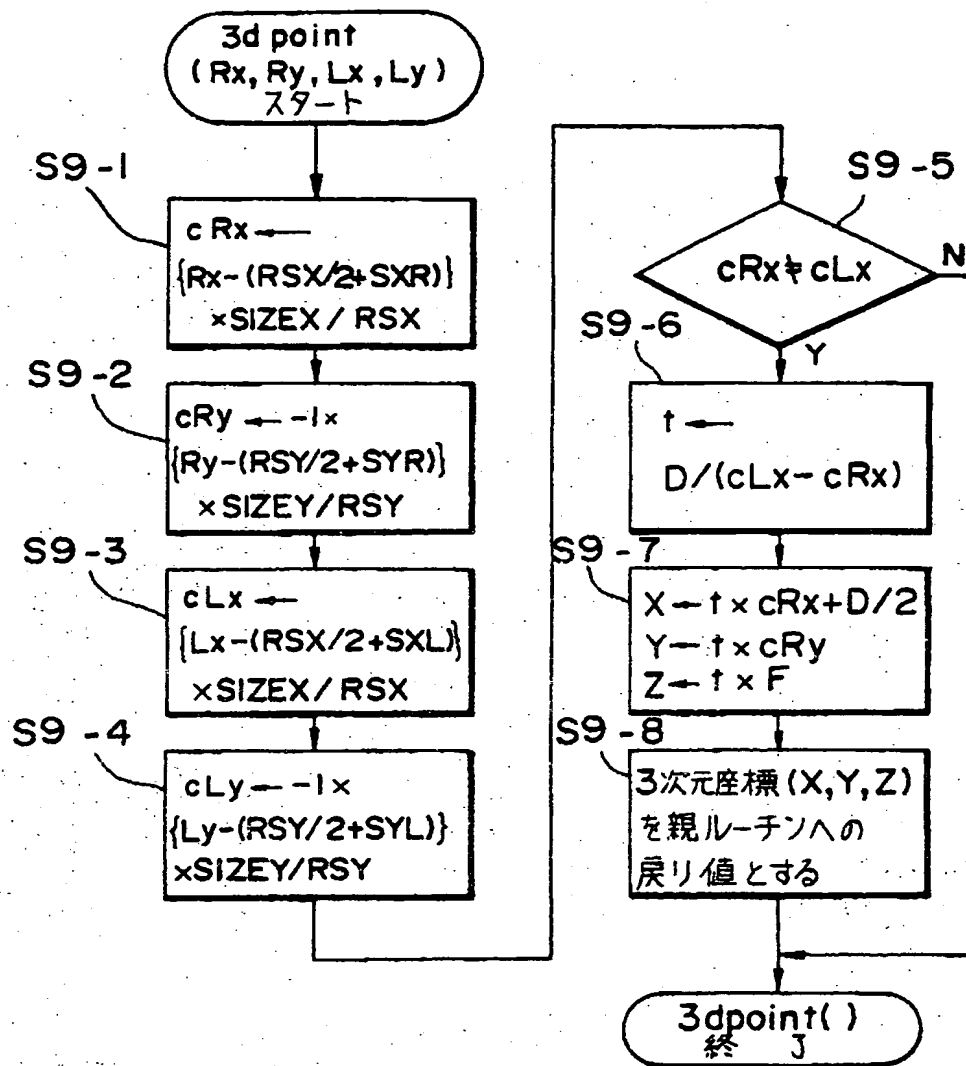 3d point
(Rx, Ry, Lx, Ly)
スタート
S9-1
cRx ←
{Rx-(RSX/2+SXR)}
×SIZEX/RSX
S9-2
cRy ← -1×
{Ry-(RSY/2+SYR)}
×SIZEY/RSY
S9-3
cLx ←
{Lx-(RSX/2+SXL)}
×SIZEX/RSX
S9-4
cLy ← -1×
{Ly-(RSY/2+SYL)}
×SIZEY/RSY
S9-5
cRx≠cLx
N
Y
S9-6
t ←
D/(cLx-cRx)
S9-7
X ← t × cRx+D/2
Y ← t × cRy
Z ← t × F
S9-8
3次元座標(X,Y,Z)
を親ルーチンへの
戻り値とする
3dpoint()
終 了